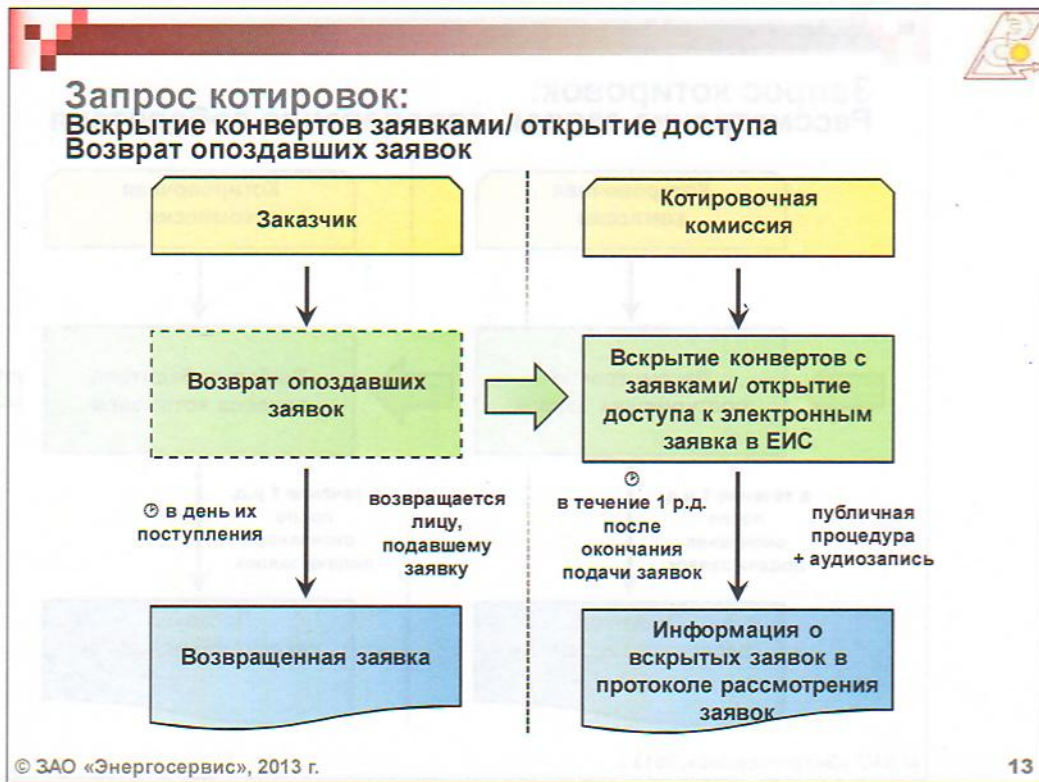 Запрос котировок:
Вскрытие конвертов заявками/ открытие доступа
Возврат опоздавших заявок
Заказчик
Возврат опоздавших
заявок
🕑 в день их
поступления
возвращается
лицу,
подавшему
заявку
Возвращенная заявка
Котировочная
комиссия
Вскрытие конвертов с
заявками/ открытие
доступа к электронным
заявка в ЕИС
🕑
в течение 1 р.д.
после
окончания
подачи заявок
публичная
процедура
+ аудиозапись
Информация о
вскрытых заявок в
протоколе рассмотрения
заявок
© ЗАО «Энергосервис», 2013 г.
13